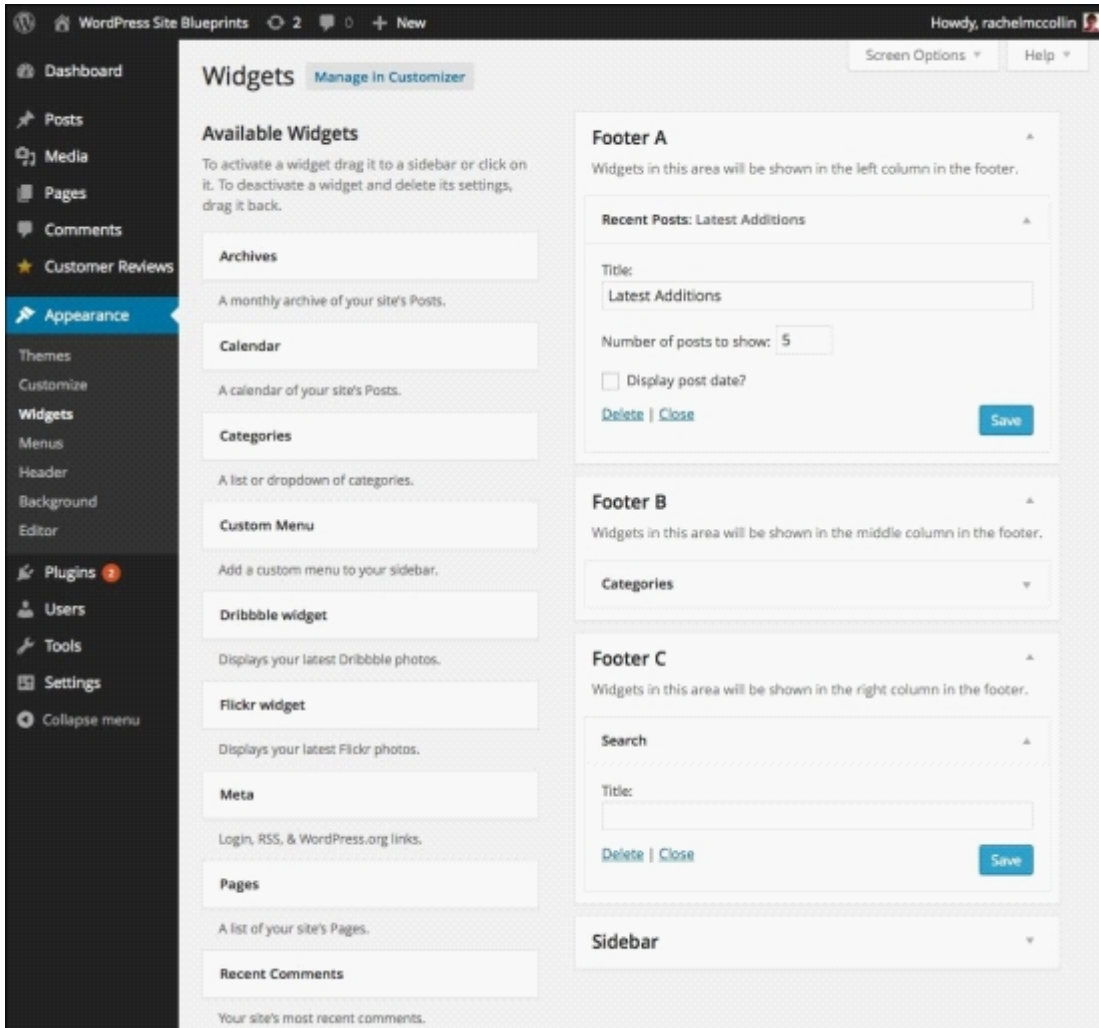 WordPress Site Blueprints 2 0 New
Howdy, rachelmccollin
Screen Options
Help
Dashboard
Posts
Media
Pages
Comments
Customer Reviews
Appearance
Themes
Customize
Widgets
Menus
Header
Background
Editor
Plugins 2
Users
Tools
Settings
Collapse menu
Widgets
Manage in Customizer
Available Widgets
To activate a widget drag it to a sidebar or click on
it. To deactivate a widget and delete its settings,
drag it back.
Archives
A monthly archive of your site's Posts.
Calendar
A calendar of your site's Posts.
Categories
A list or dropdown of categories.
Custom Menu
Add a custom menu to your sidebar.
Dribbble widget
Displays your latest Dribbble photos.
Flickr widget
Displays your latest Flickr photos.
Meta
Login, RSS, & WordPress.org links.
Pages
A list of your site's Pages.
Recent Comments
Your site's most recent comments.
Footer A
Widgets in this area will be shown in the left column in the footer.
Recent Posts: Latest Additions
Title:
Latest Additions
Number of posts to show: 5
Display post date?
Delete | Close
Save
Footer B
Widgets in this area will be shown in the middle column in the footer.
Categories
Footer C
Widgets in this area will be shown in the right column in the footer.
Search
Title:
Delete | Close
Save
Sidebar